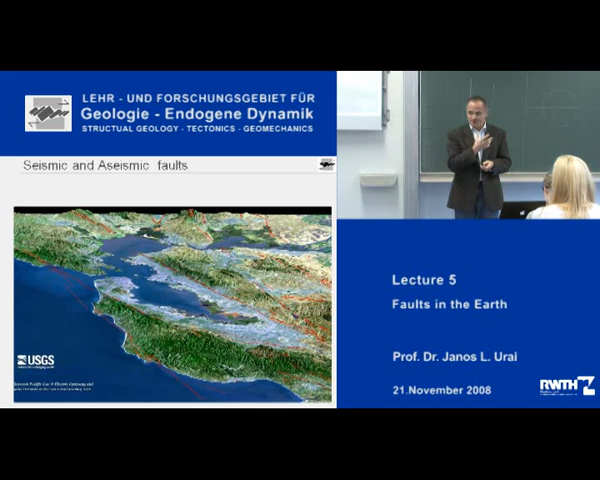 LEHR - UND FORSCHUNGSGEBIET FÜR
Geologie - Endogene Dynamik
STRUCTUAL GEOLOGY - TECTONICS - GEOMECHANICS
Seismic and Aseismic faults
USGS
Lecture 5
Faults in the Earth
Prof. Dr. Janos L. Urai
21.November 2008
RWTH